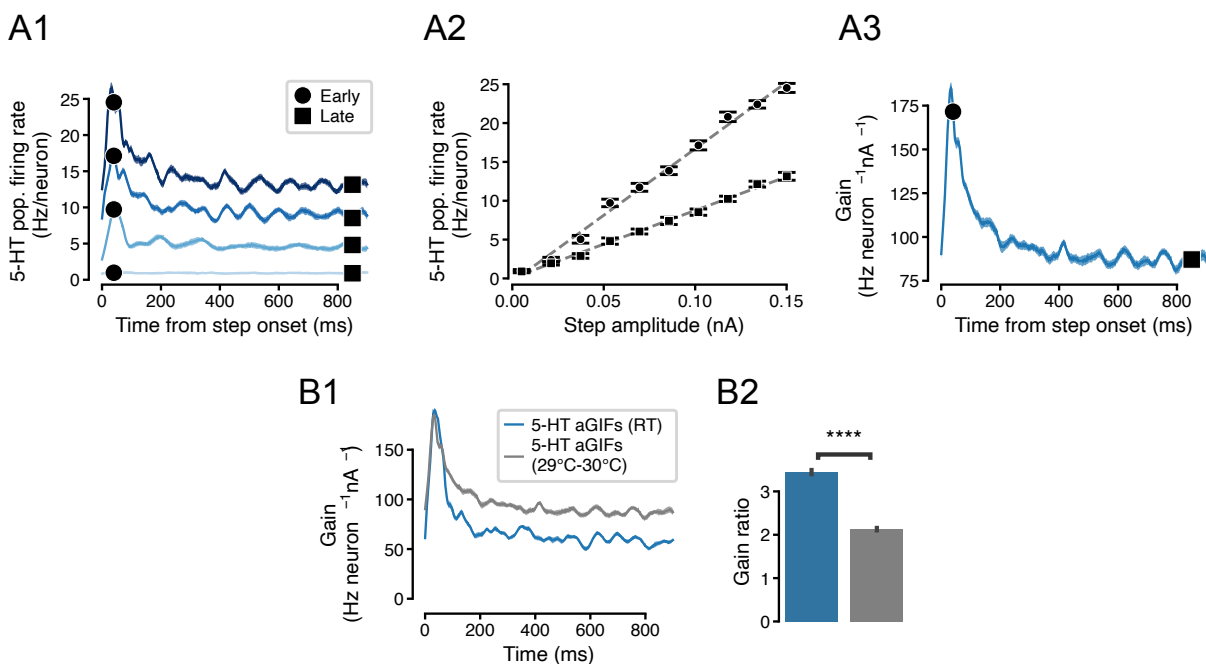 A1
5-HT pop. firing rate
(Hz/neuron)
25
20
15
10
5
0
0
200
400
600
800
Time from step onset (ms)
Early
Late
A2
5-HT pop. firing rate
(Hz/neuron)
25
20
15
10
5
0
0.00
0.05
0.10
0.15
Step amplitude (nA)
A3
Gain
(Hz neuron ⁻¹nA ⁻¹)
175
150
125
100
75
0
200
400
600
800
Time from step onset (ms)
B1
Gain
(Hz neuron ⁻¹nA ⁻¹)
150
100
50
0
0
200
400
600
800
Time (ms)
5-HT aGIFs (RT)
5-HT aGIFs
(29°C-30°C)
B2
Gain ratio
3
2
1
0
****